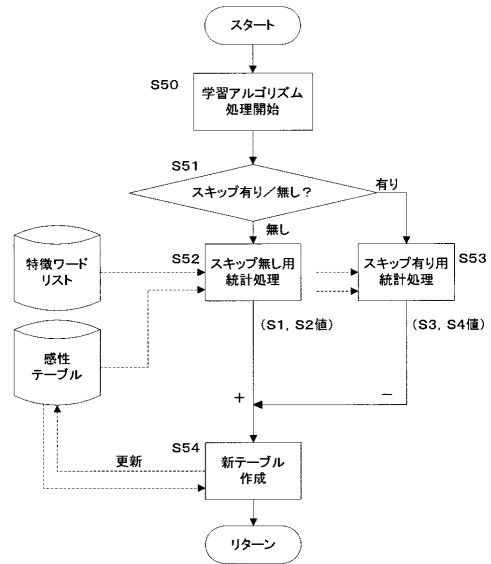 スタート
S50
学習アルゴリズム
処理開始
S51
スキップ有り/無し?
有り
無し
特徴ワード
リスト
S52
スキップ無し用
統計処理
S53
スキップ有り用
統計処理
(S1, S2値)
(S3, S4値)
感性
テーブル
+
−
S54
更新
新テーブル
作成
リターン